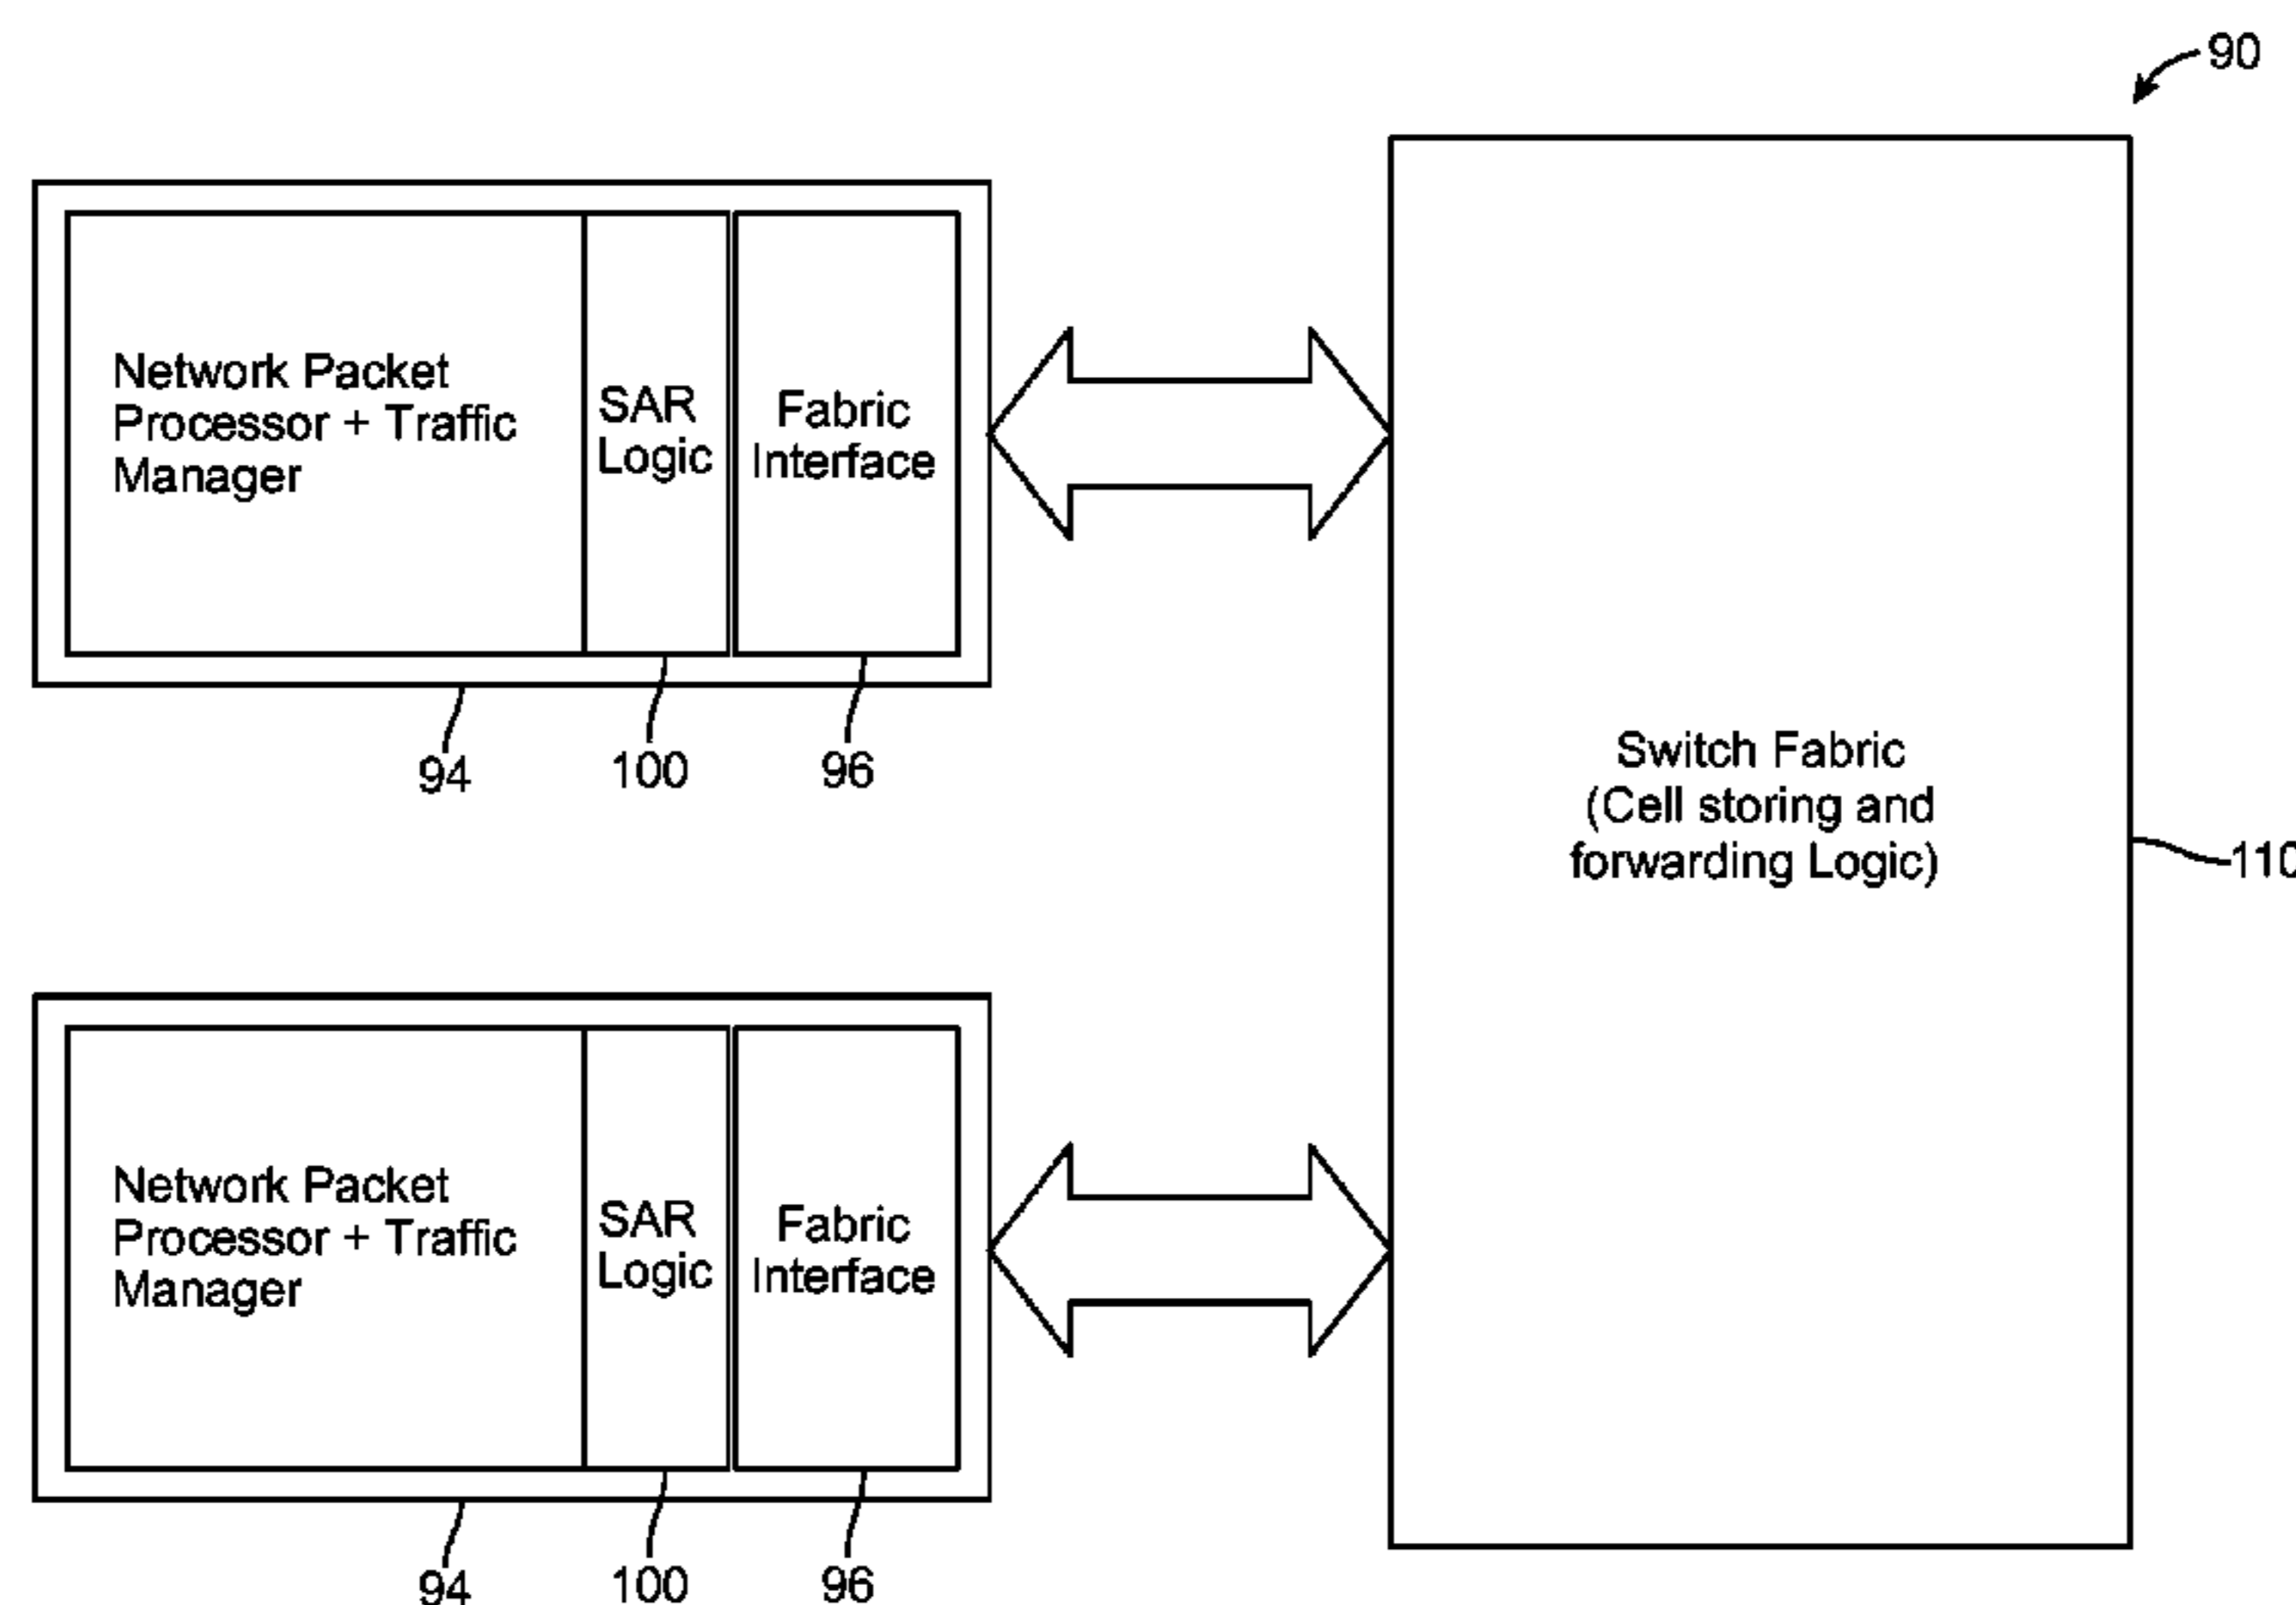 90
Network Packet
Processor + Traffic
Manager
SAR
Logic
Fabric
Interface
94
100
96
Switch Fabric
(Cell storing and
forwarding Logic)
110
Network Packet
Processor + Traffic
Manager
SAR
Logic
Fabric
Interface
94
100
96